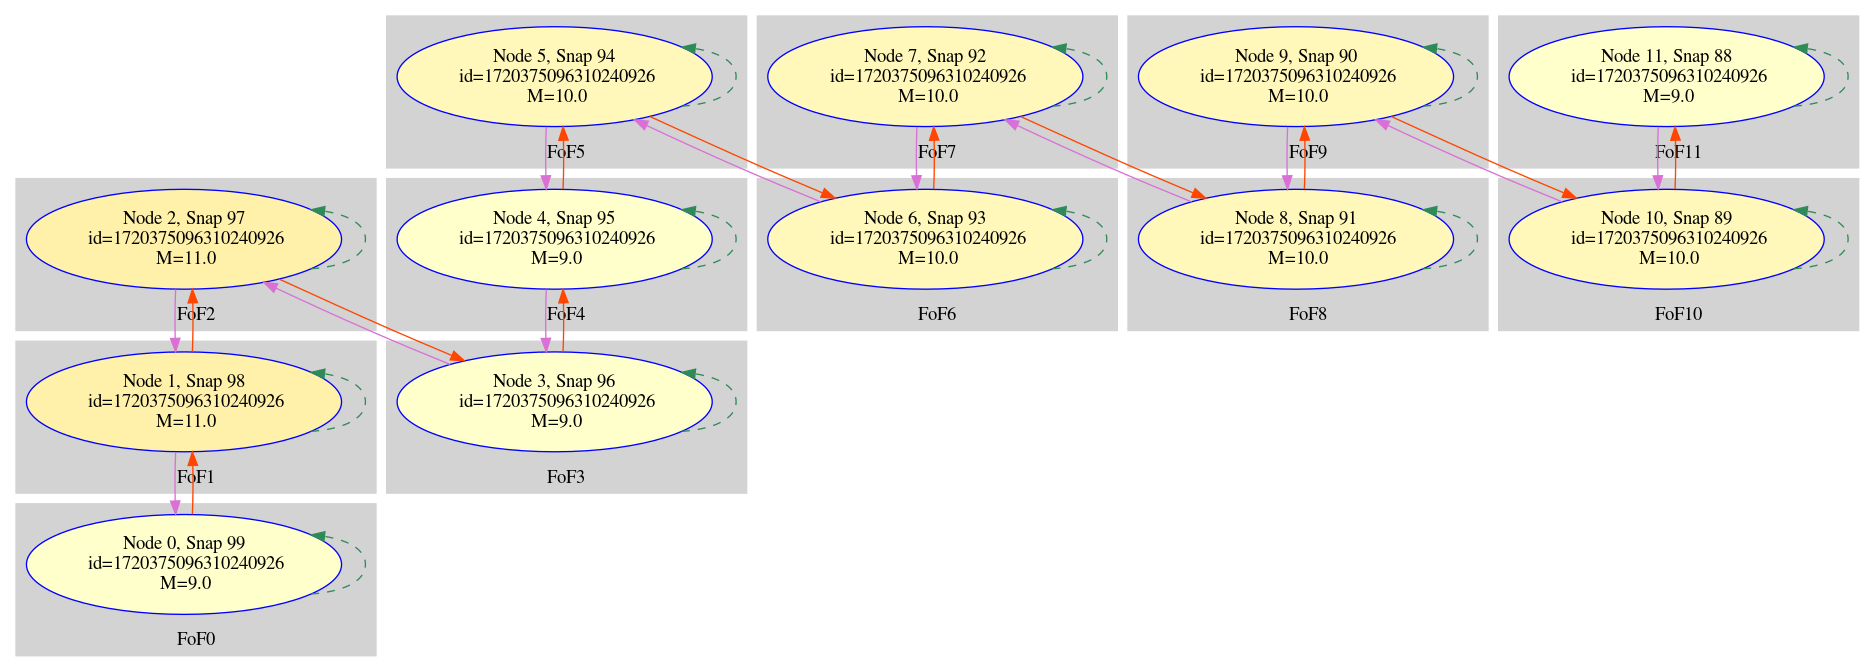 Node 5, Snap 94
id=1720375096310240926
M=10.0
FoF5
Node 7, Snap 92
id=1720375096310240926
M=10.0
FoF7
Node 9, Snap 90
id=1720375096310240926
M=10.0
FoF9
Node 11, Snap 88
id=1720375096310240926
M=9.0
FoF11
Node 2, Snap 97
id=1720375096310240926
M=11.0
FoF2
Node 4, Snap 95
id=1720375096310240926
M=9.0
FoF4
Node 6, Snap 93
id=1720375096310240926
M=10.0
FoF6
Node 8, Snap 91
id=1720375096310240926
M=10.0
FoF8
Node 10, Snap 89
id=1720375096310240926
M=10.0
FoF10
Node 1, Snap 98
id=1720375096310240926
M=11.0
FoF1
Node 3, Snap 96
id=1720375096310240926
M=9.0
FoF3
Node 0, Snap 99
id=1720375096310240926
M=9.0
FoF0